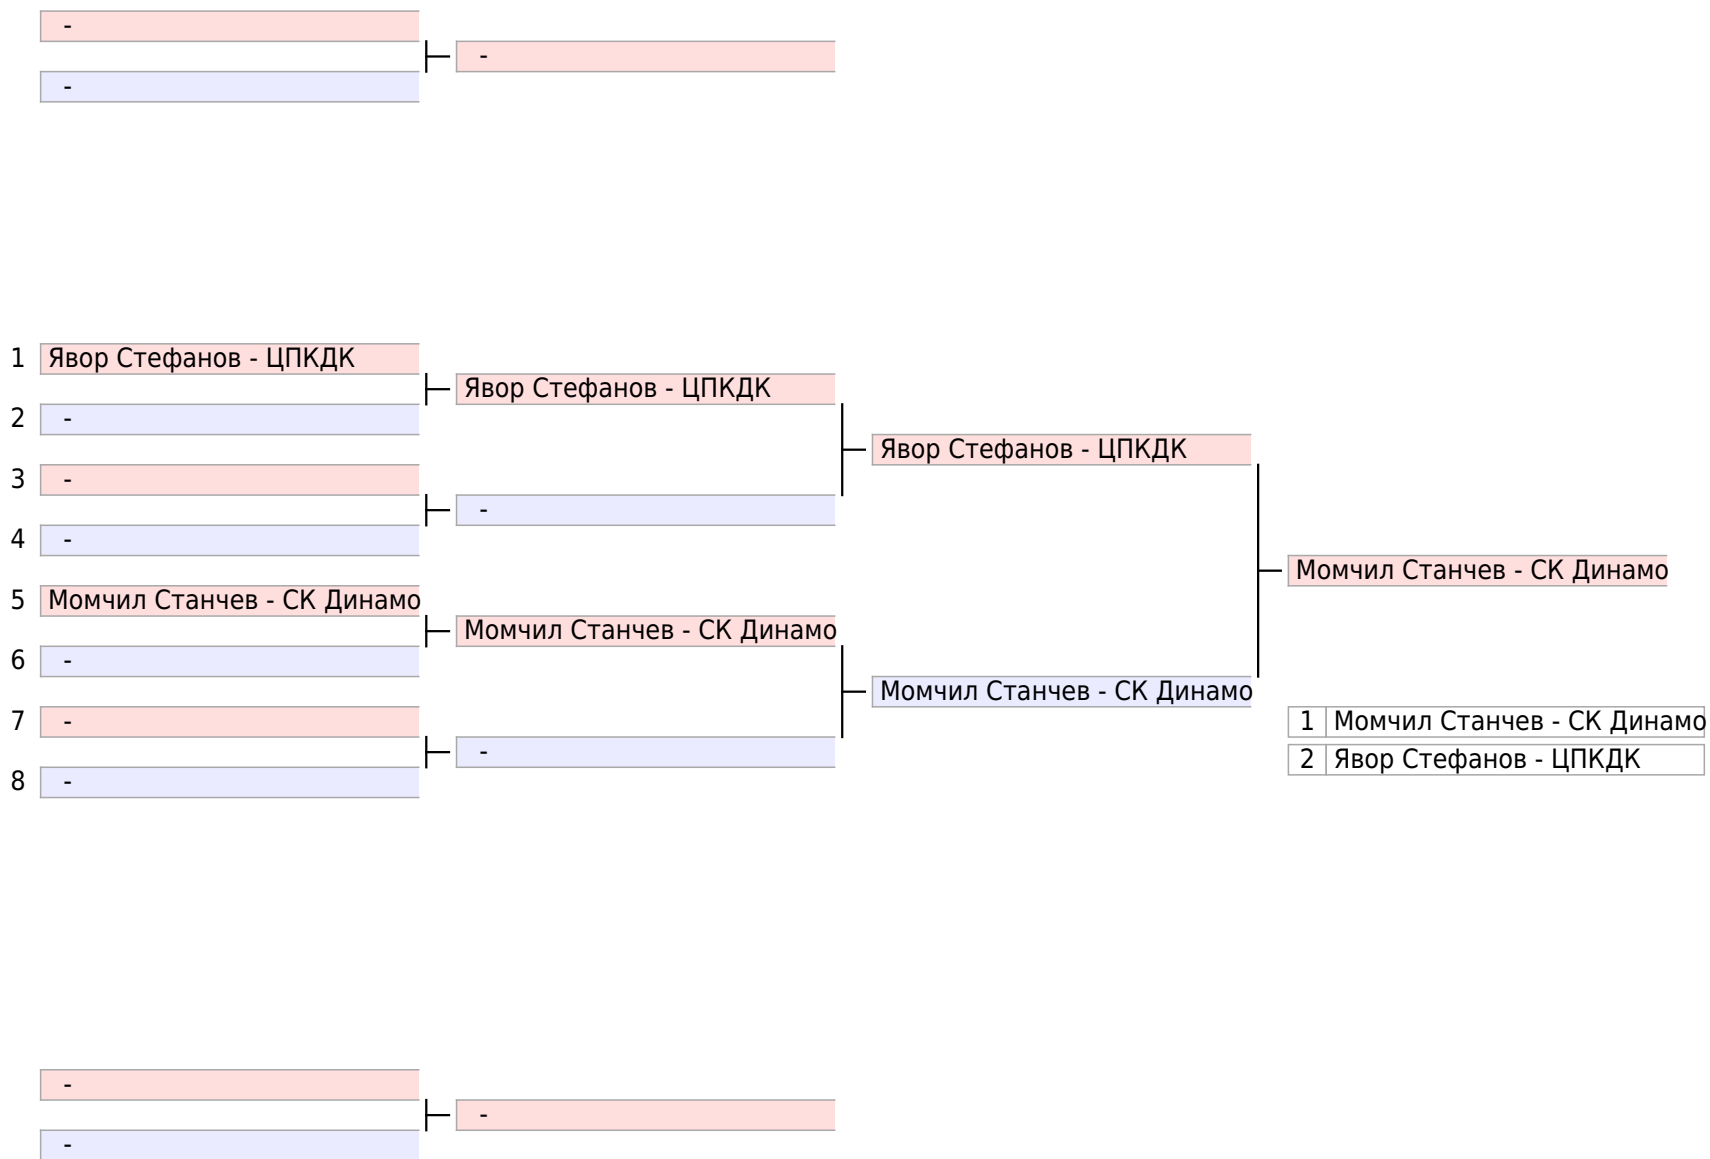 -
-
-
1 Явор Стефанов - ЦПКДК
Явор Стефанов - ЦПКДК
2 -
Явор Стефанов - ЦПКДК
3 -
-
4 -
Момчил Станчев - СК Динамо
5 Момчил Станчев - СК Динамо
Момчил Станчев - СК Динамо
6 -
Момчил Станчев - СК Динамо
7 -
1 Момчил Станчев - СК Динамо
-
2 Явор Стефанов - ЦПКДК
8 -
-
-
-